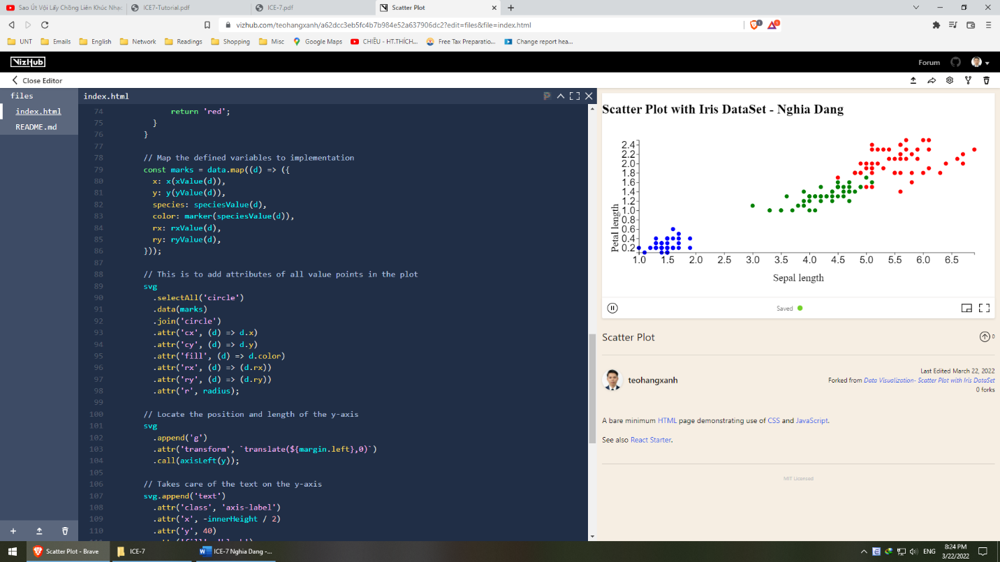 Sao Út Vội Lấy Chồng Liên Khúc Nhạc
ICE7-Tutorial.pdf
ICE-7.pdf
Scatter Plot
vizhub.com/teohangxanh/a62dcc3eb5fc4b7b984e52a637906dc2?edit=files&file=index.html
UNT
Emails
English
Network
Readings
Shopping
Misc
Google Maps
CHIỀU - HT.THÍCH...
Free Tax Preparatio...
Change report hea...
VizHub
Forum
Close Editor
files
index.html
README.md
index.html
74 return 'red';
75 }
76 }
77
78 // Map the defined variables to implementation
79 const marks = data.map((d) => ({
80 x: x(xValue(d)),
81 y: y(yValue(d)),
82 species: speciesValue(d),
83 color: marker(speciesValue(d)),
84 rx: rxValue(d),
85 ry: ryValue(d),
86 }));
87
88 // This is to add attributes of all value points in the plot
89 svg
90 .selectAll('circle')
91 .data(marks)
92 .join('circle')
93 .attr('cx', (d) => d.x)
94 .attr('cy', (d) => d.y)
95 .attr('fill', (d) => d.color)
96 .attr('rx', (d) => (d.rx))
97 .attr('ry', (d) => (d.ry))
98 .attr('r', radius);
99
100 // Locate the position and length of the y-axis
101 svg
102 .append('g')
103 .attr('transform', `translate(${margin.left},0)`)
104 .call(axisLeft(y));
105
106 // Takes care of the text on the y-axis
107 svg.append('text')
108 .attr('class', 'axis-label')
109 .attr('x', -innerHeight / 2)
110 .attr('y', 40)
Scatter Plot with Iris DataSet - Nghia Dang
2.4
2.2
2.0
1.8
1.6
1.4
1.2
1.0
0.8
0.6
0.4
0.2
Petal length
1.0 1.5 2.0 2.5 3.0 3.5 4.0 4.5 5.0 5.5 6.0 6.5
Sepal length
Saved
Scatter Plot
0
teohangxanh
Last Edited March 22, 2022
Forked from Data Visualization- Scatter Plot with Iris DataSet
0 forks
A bare minimum HTML page demonstrating use of CSS and JavaScript.
See also React Starter.
MIT Licensed
Scatter Plot - Brave
ICE-7
ICE-7 Nghia Dang -...
ENG
8:24 PM
3/22/2022